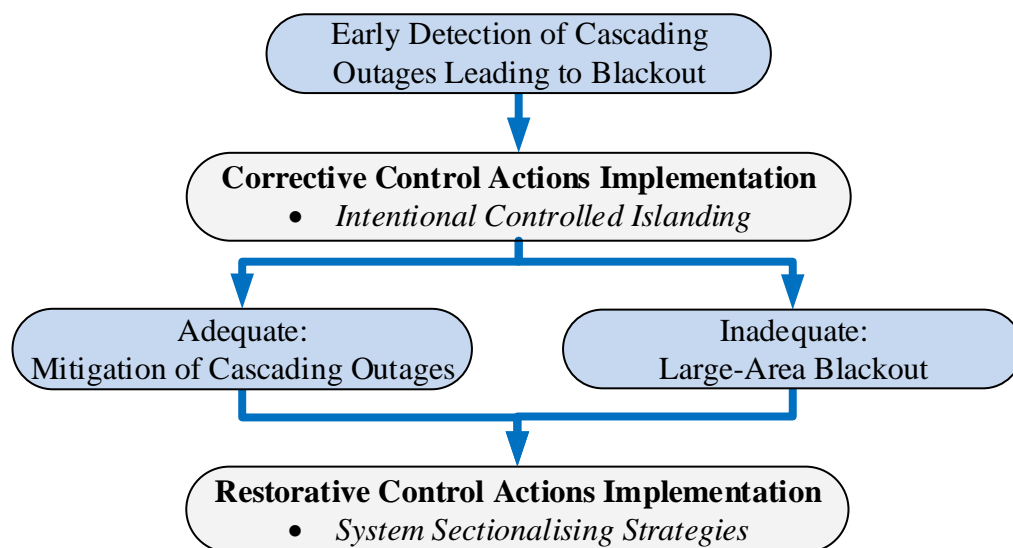 Early Detection of Cascading
Outages Leading to Blackout
Corrective Control Actions Implementation
• Intentional Controlled Islanding
Adequate:
Mitigation of Cascading Outages
Inadequate:
Large-Area Blackout
Restorative Control Actions Implementation
• System Sectionalising Strategies